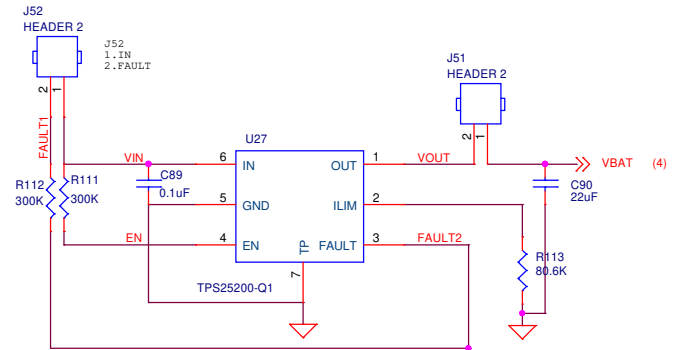 J52
HEADER 2
J52
1.IN
2.FAULT
J51
HEADER 2
2
1
2
1
FAULT1
U27
VIN
6
IN
OUT
1
VOUT
VBAT
(4)
R112
300K
R111
300K
C89
0.1uF
5
GND
ILIM
2
C90
22uF
EN
4
EN
TP
FAULT
3
FAULT2
7
R113
80.6K
TPS25200-Q1